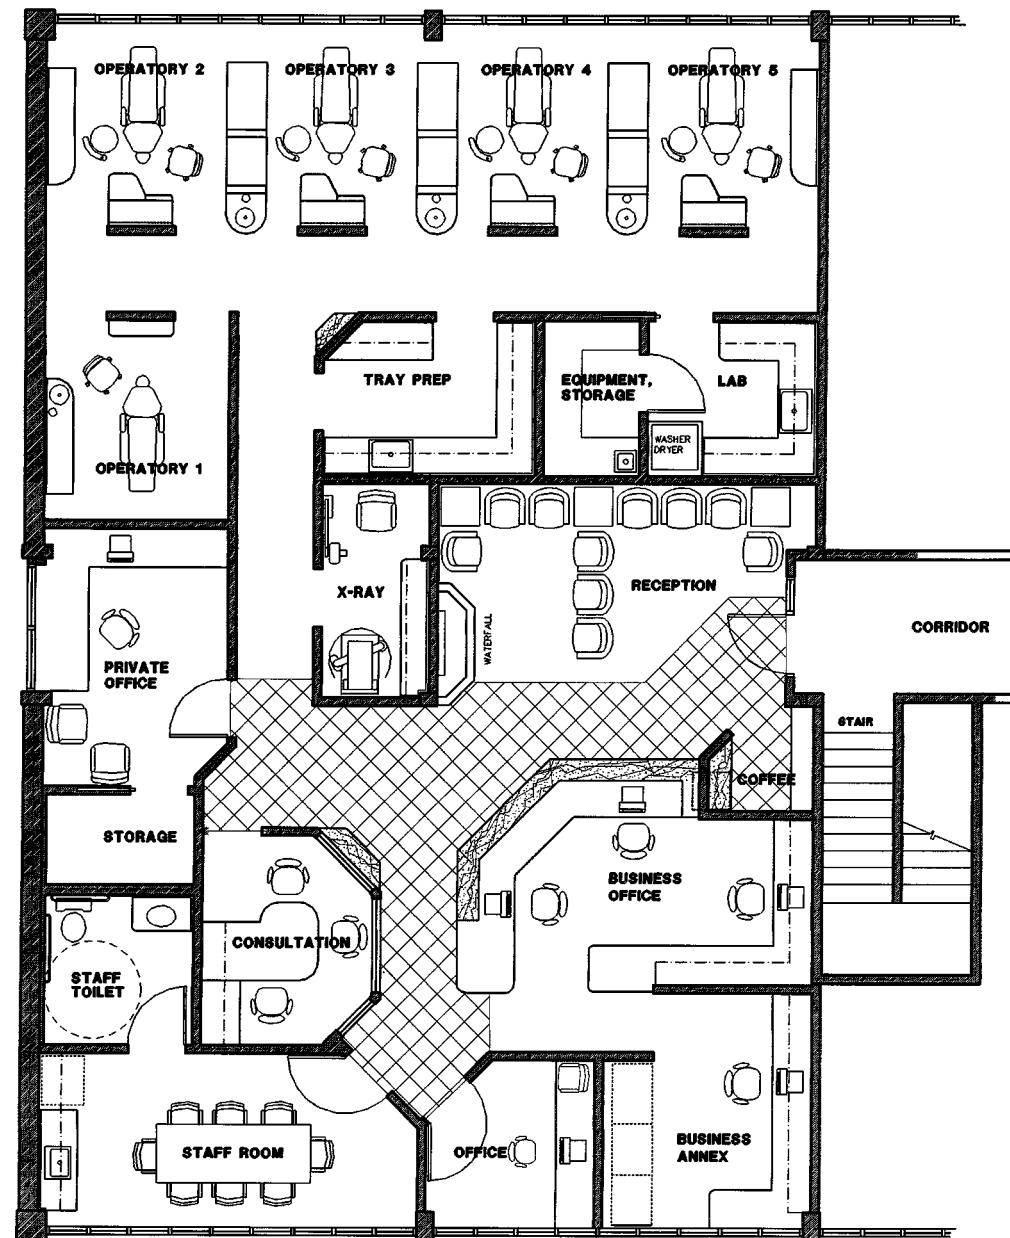 OPERATORY 2
OPERATORY 3
OPERATORY 4
OPERATORY 5
TRAY PREP
EQUIPMENT,
STORAGE
LAB
WASHER
DRYER
OPERATORY 1
X-RAY
WATERFALL
RECEPTION
CORRIDOR
PRIVATE
OFFICE
STAIR
COFFEE
STORAGE
BUSINESS
OFFICE
CONSULTATION
STAFF
TOILET
STAFF ROOM
OFFICE
BUSINESS
ANNEX